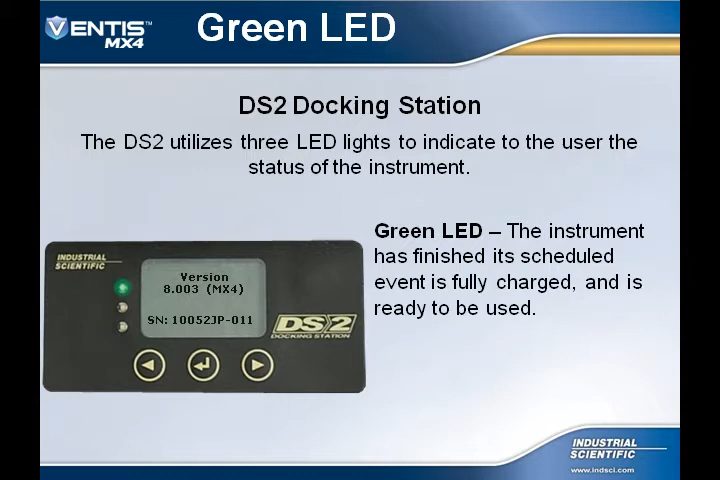 VENTIS™
MX4
Green LED
DS2 Docking Station
The DS2 utilizes three LED lights to indicate to the user the
status of the instrument.
Green LED – The instrument
has finished its scheduled
event is fully charged, and is
ready to be used.
INDUSTRIAL
SCIENTIFIC
Version
8.003 (MX4)
SN: 10052JP-011
DS2
DOCKING STATION
INDUSTRIAL
SCIENTIFIC
www.indsci.com